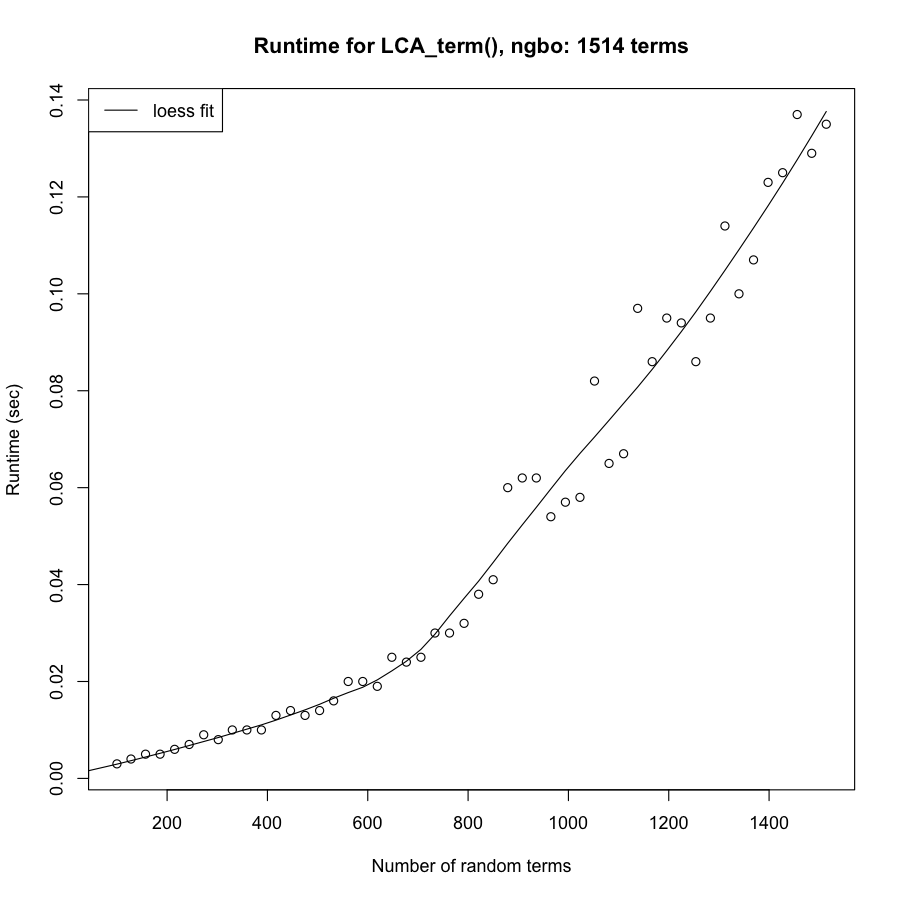 Runtime for LCA_term(), ngbo: 1514 terms
loess fit
Runtime (sec)
0.14
0.12
0.10
0.08
0.06
0.04
0.02
0.00
200 400 600 800 1000 1200 1400
Number of random terms